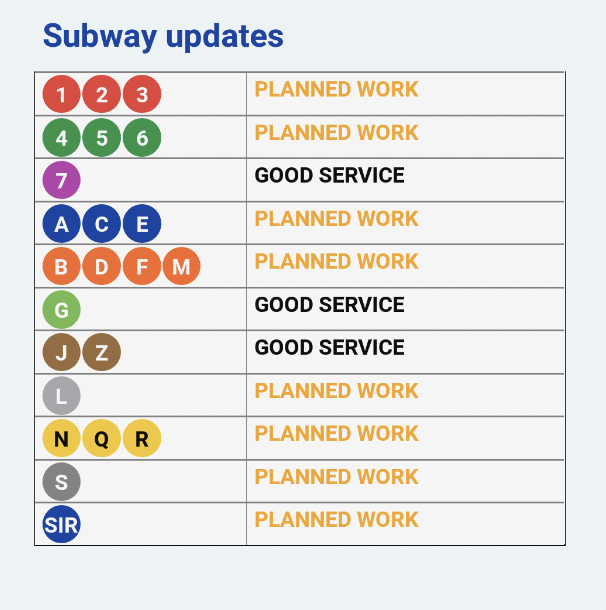 Subway updates
1 2 3 PLANNED WORK
4 5 6 PLANNED WORK
7 GOOD SERVICE
A C E PLANNED WORK
B D F M PLANNED WORK
G GOOD SERVICE
J Z GOOD SERVICE
L PLANNED WORK
N Q R PLANNED WORK
S PLANNED WORK
SIR PLANNED WORK